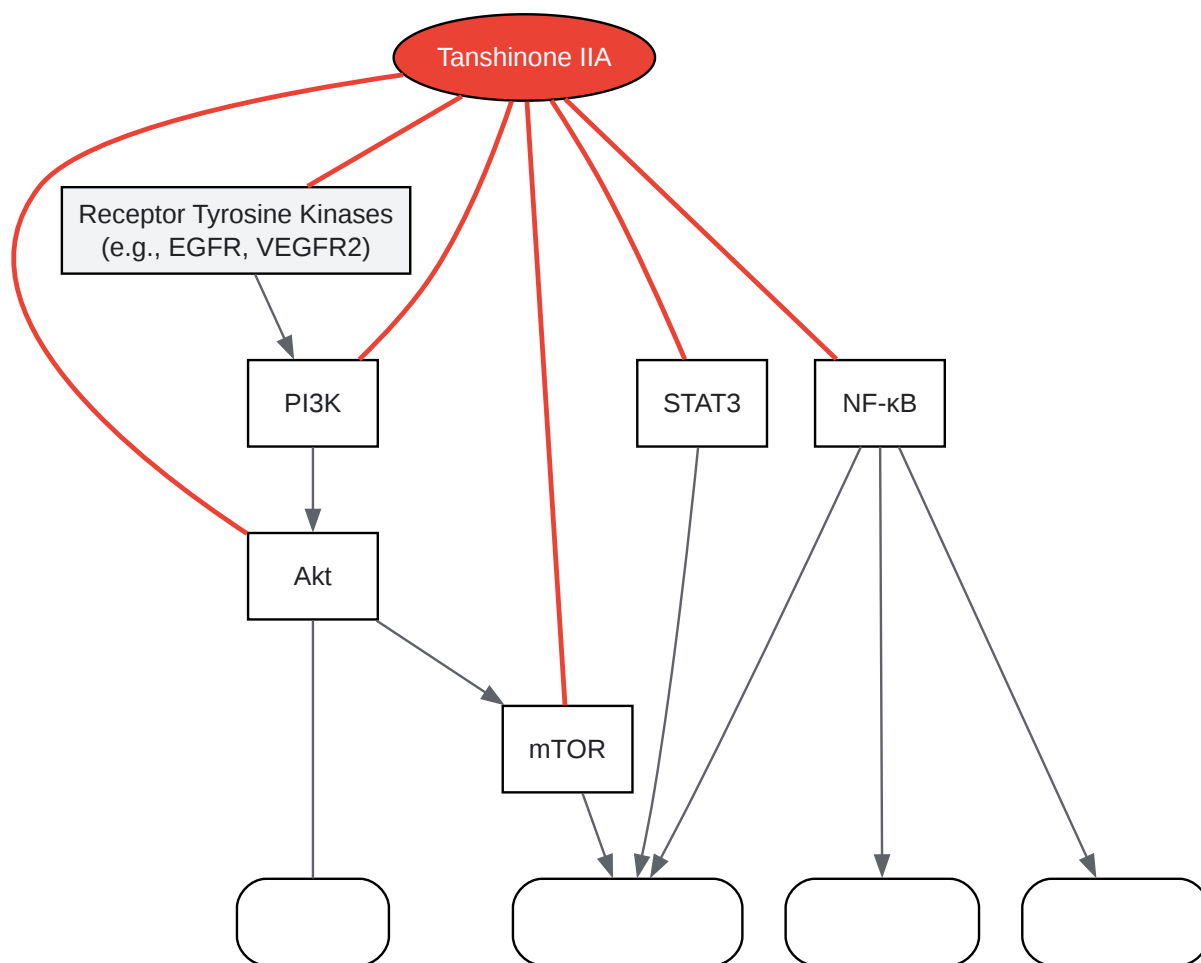 Tanshinone IIA
Receptor Tyrosine Kinases
(e.g., EGFR, VEGFR2)
PI3K
STAT3
NF-κB
Akt
mTOR